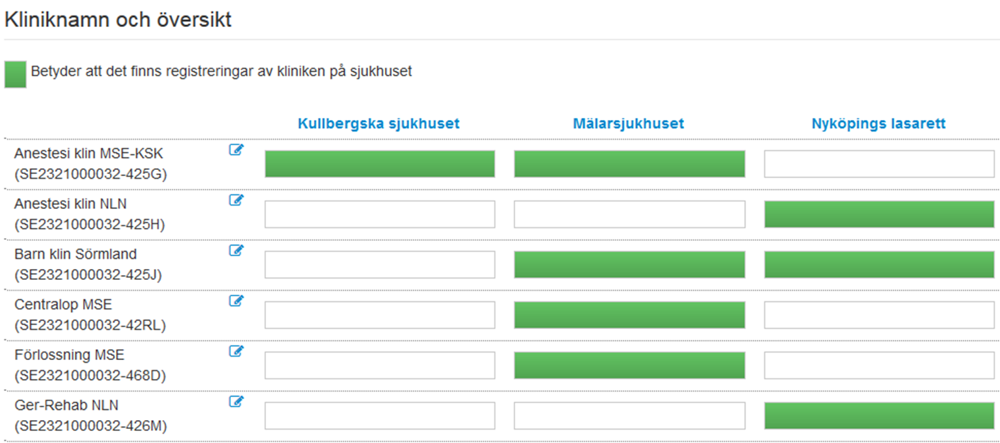 Kliniknamn och översikt
Betyder att det finns registreringar av kliniken på sjukhuset
Kullbergska sjukhuset Mälarsjukhuset Nyköpings lasarett
Anestesi klin MSE-KSK
(SE2321000032-425G)
Anestesi klin NLN
(SE2321000032-425H)
Barn klin Sörmland
(SE2321000032-425J)
Centralop MSE
(SE2321000032-42RL)
Förlossning MSE
(SE2321000032-468D)
Ger-Rehab NLN
(SE2321000032-426M)